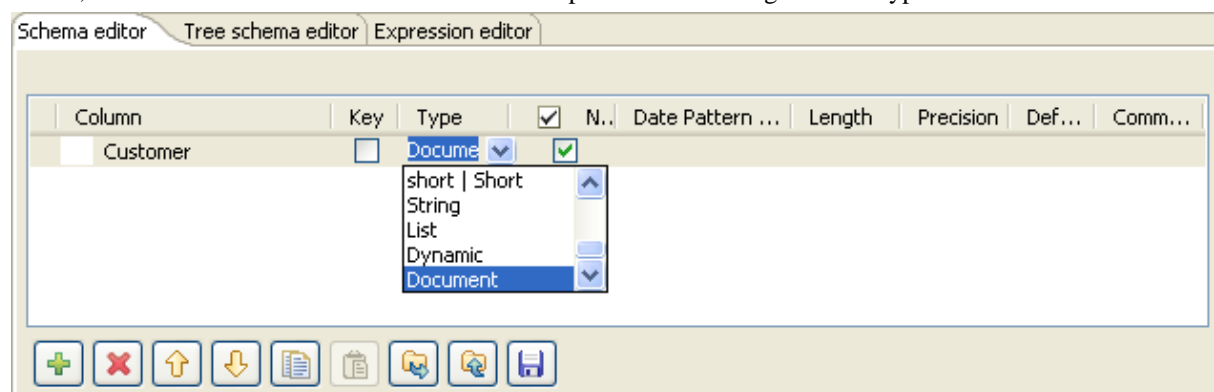 Schema editor Tree schema editor Expression editor
Column Key Type N.. Date Pattern ... Length Precision Def... Comm...
Customer Docume
short | Short
String
List
Dynamic
Document